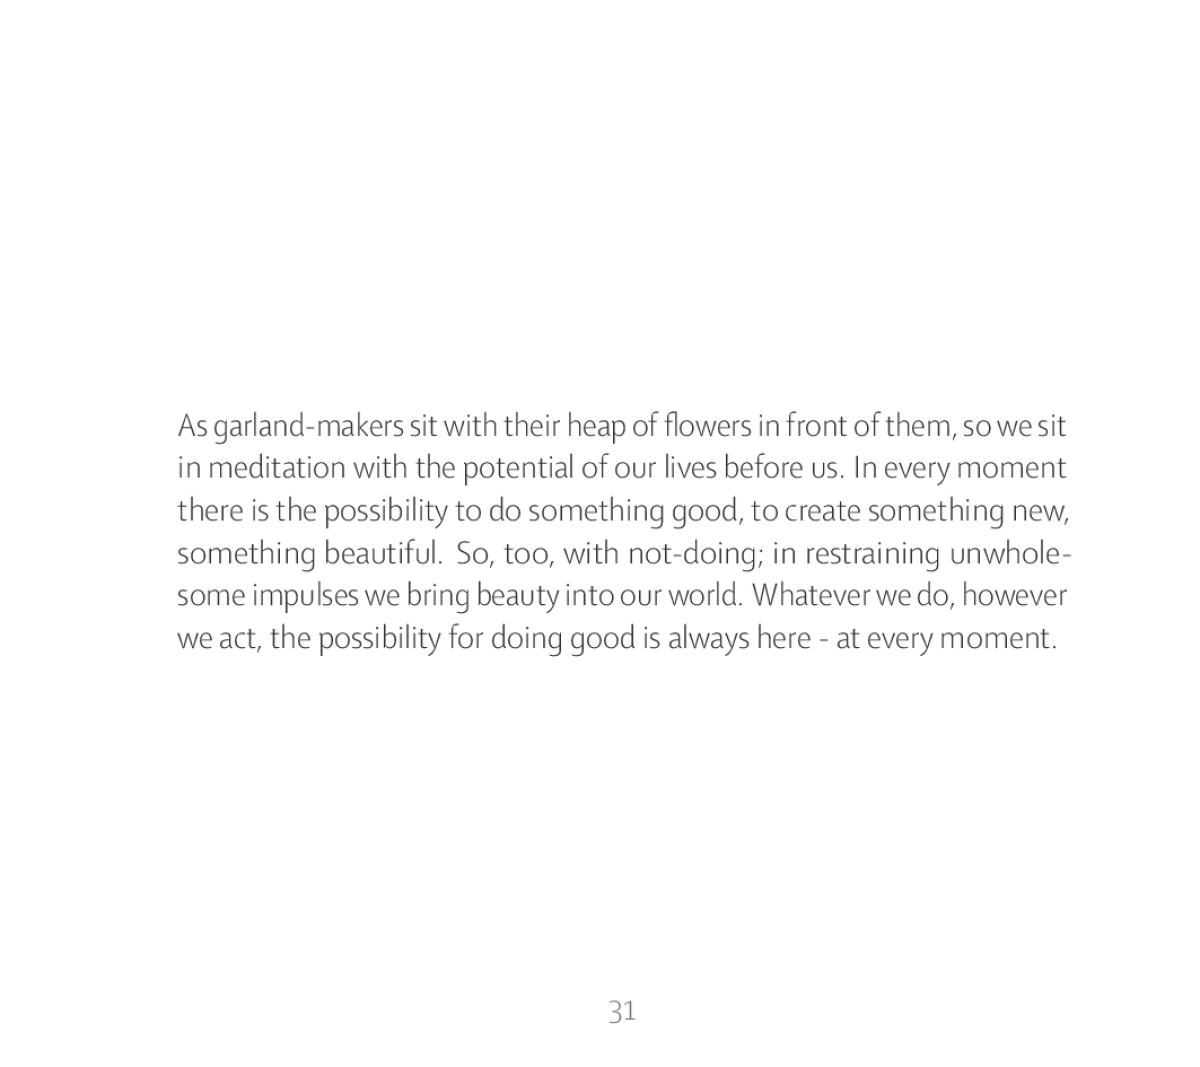 As garland-makers sit with their heap of flowers in front of them, so we sit
in meditation with the potential of our lives before us. In every moment
there is the possibility to do something good, to create something new,
something beautiful. So, too, with not-doing; in restraining unwhole-
some impulses we bring beauty into our world. Whatever we do, however
we act, the possibility for doing good is always here - at every moment.
31